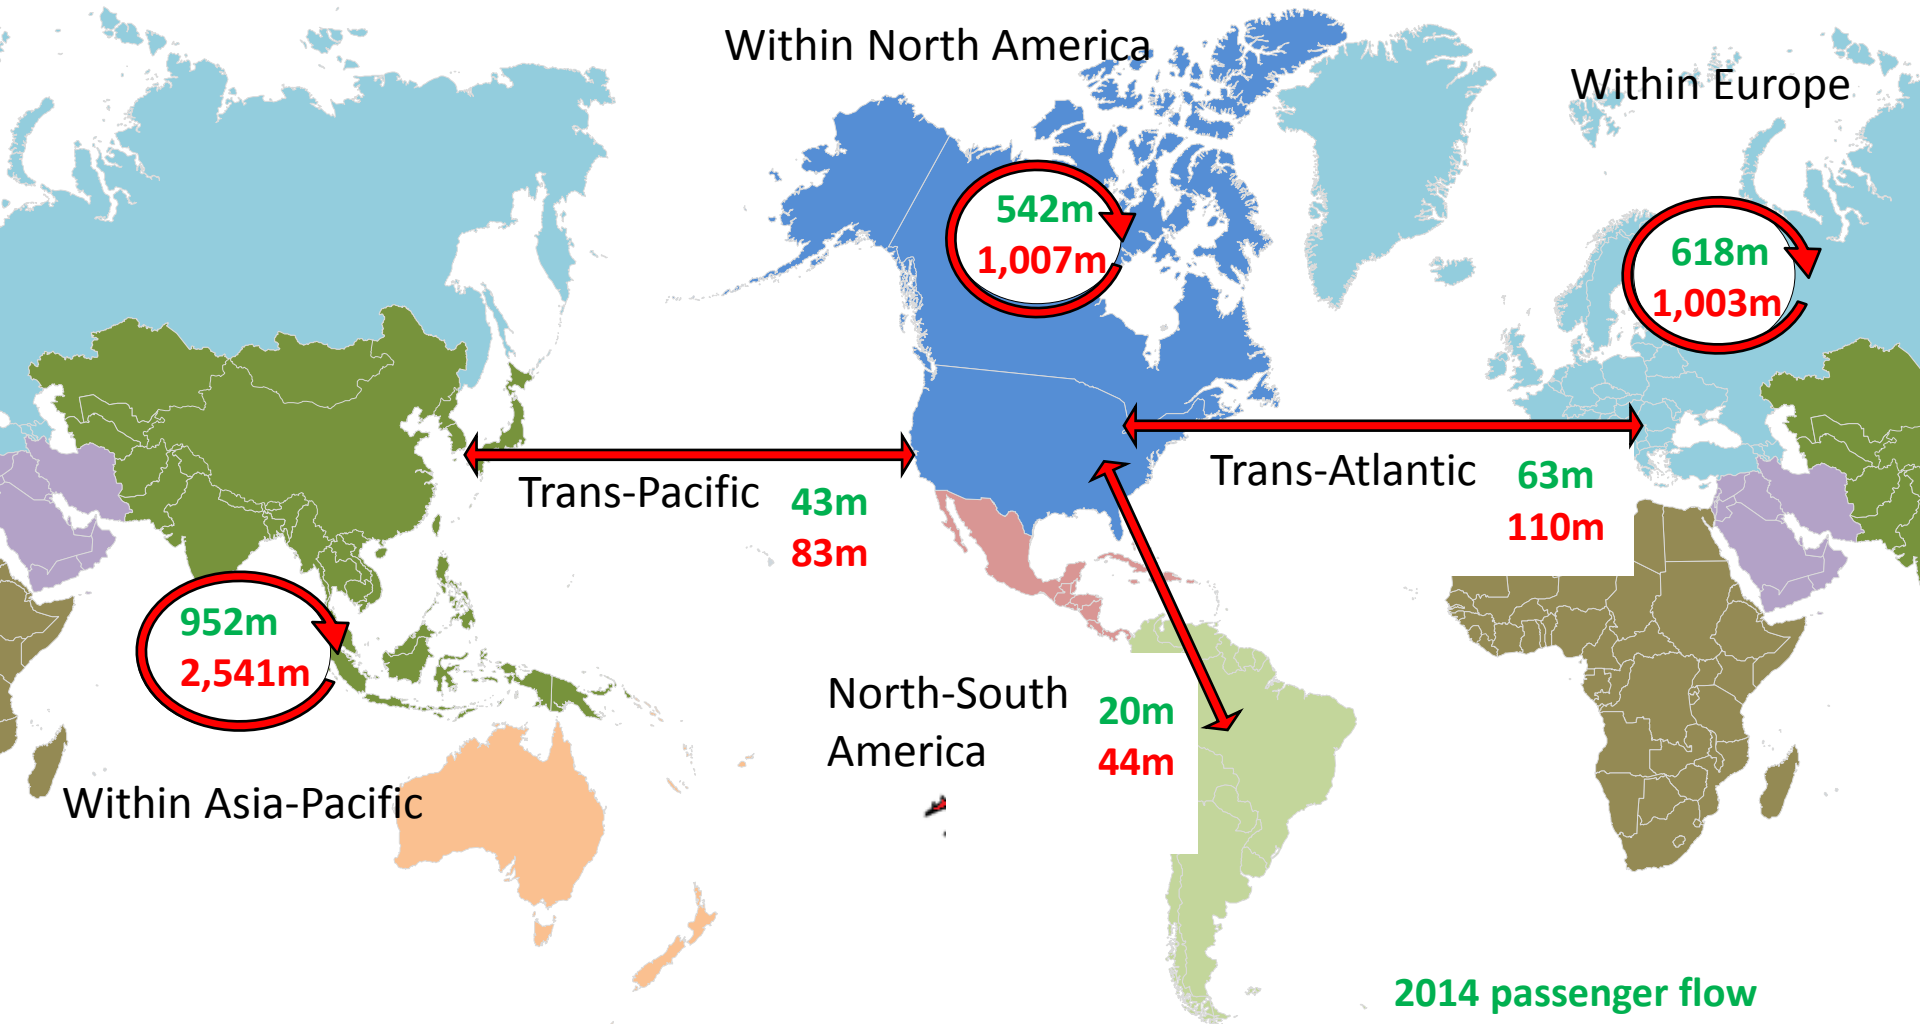 Within North America
Within Europe
542m
1,007m
618m
1,003m
Trans-Pacific
43m
83m
Trans-Atlantic
63m
110m
952m
2,541m
Within Asia-Pacific
North-South
America
20m
44m
2014 passenger flow